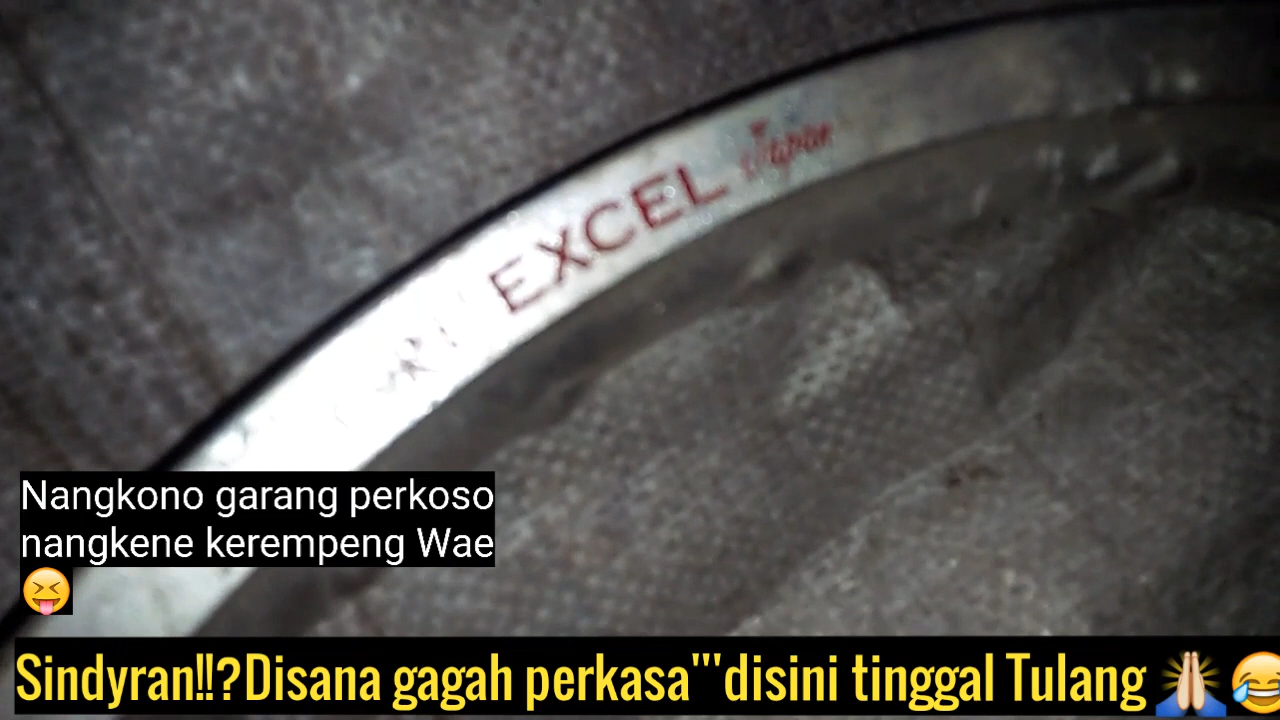 EXCEL Japan
Nangkono garang perkoso
nangkene kerempeng Wae
😝
Sindyran!!?Disana gagah perkasa"'disini tinggal Tulang 🙏😂